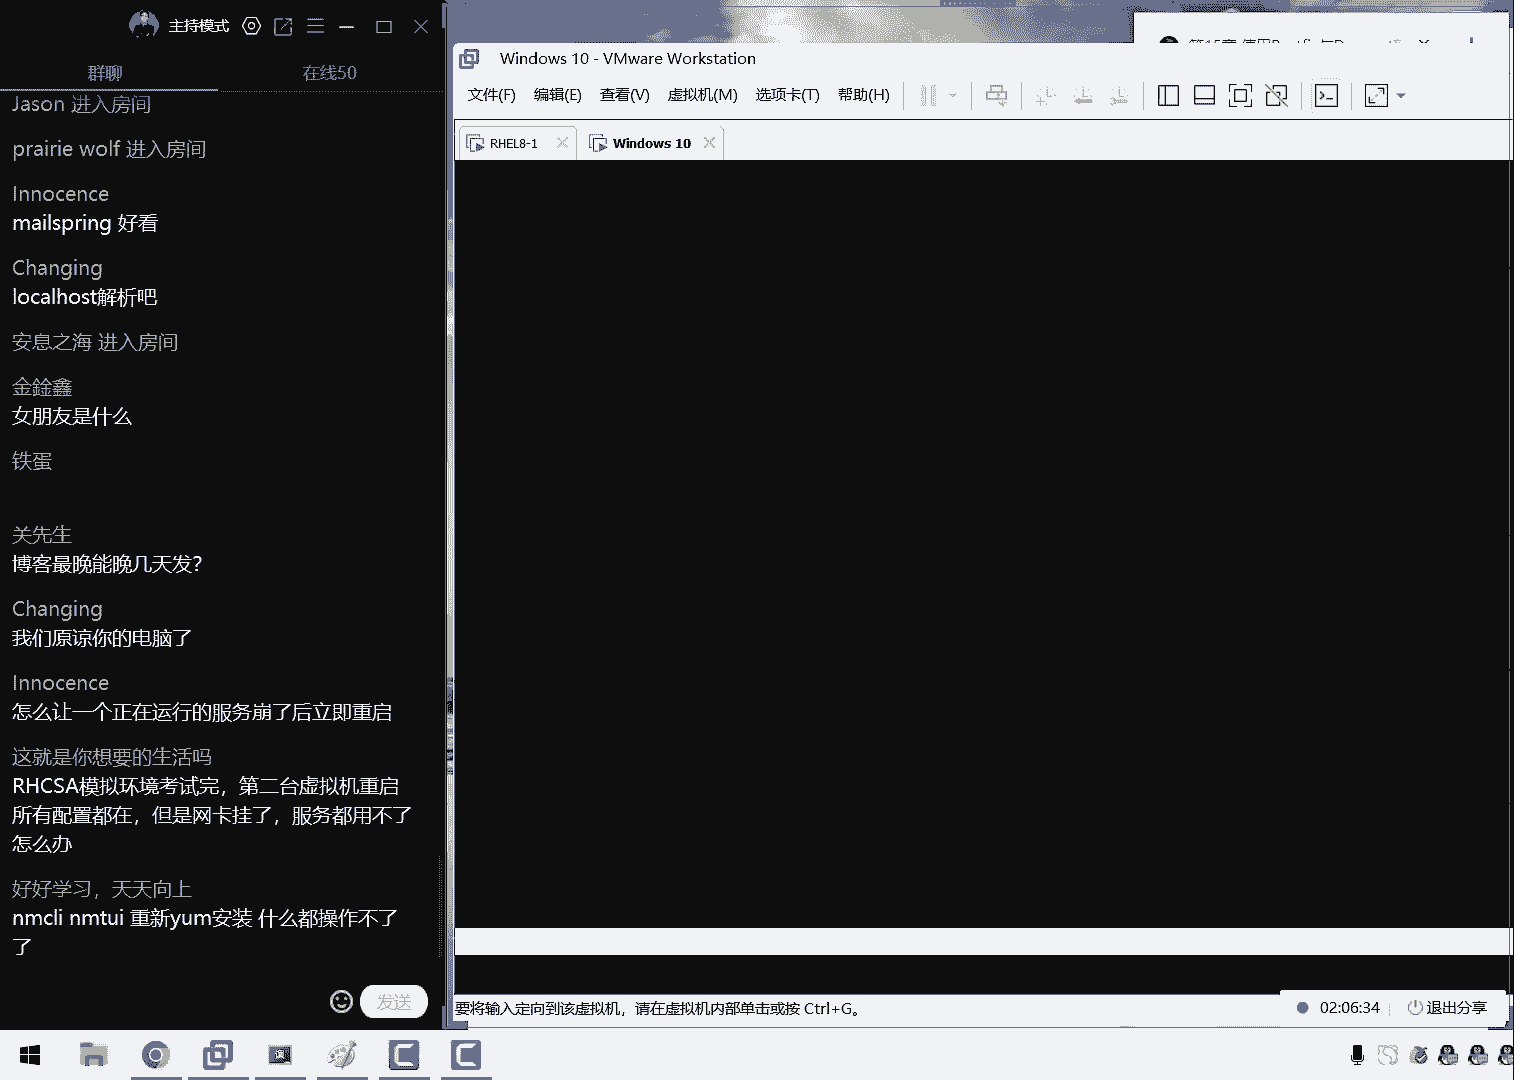 主持模式
群聊
在线50
Jason 进入房间
prairie wolf 进入房间
Innocence
mailspring 好看
Changing
localhost解析吧
安息之海 进入房间
金鍂鑫
女朋友是什么
铁蛋
关先生
博客最晚能晚几天发？
Changing
我们原谅你的电脑了
Innocence
怎么让一个正在运行的服务崩了后立即重启
这就是你想要的生活吗
RHCSA模拟环境考试完，第二台虚拟机重启
所有配置都在，但是网卡挂了，服务都用不了
怎么办
好好学习，天天向上
nmcli nmtui 重新yum安装 什么都操作不了
了
发送
Windows 10 - VMware Workstation
文件(F) 编辑(E) 查看(V) 虚拟机(M) 选项卡(T) 帮助(H)
RHEL8-1
Windows 10
要将输入定向到该虚拟机，请在虚拟机内部单击或按 Ctrl+G。
02:06:34
退出分享